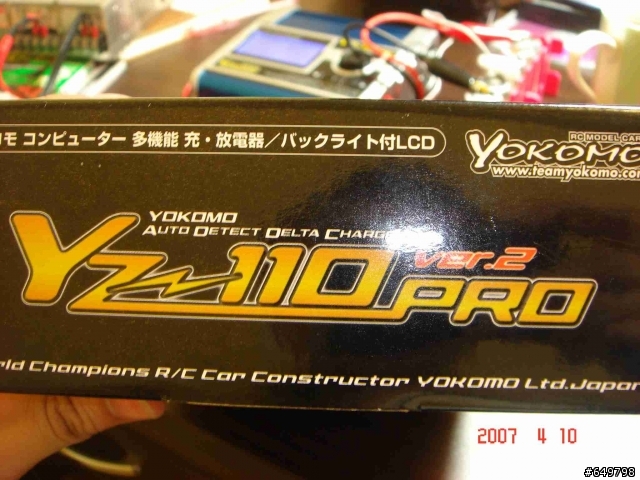 モ コンピューター 多機能 充・放電器／バックライト付LCD
RC MODEL CAR
YOKOMO
www.teamyokomo.com
YOKOMO
AUTO DETECT DELTA CHARGE
YZ-110 PRO ver.2
rld Champions R/C Car Constructor YOKOMO Ltd.Japan
2007 4 10
#649798